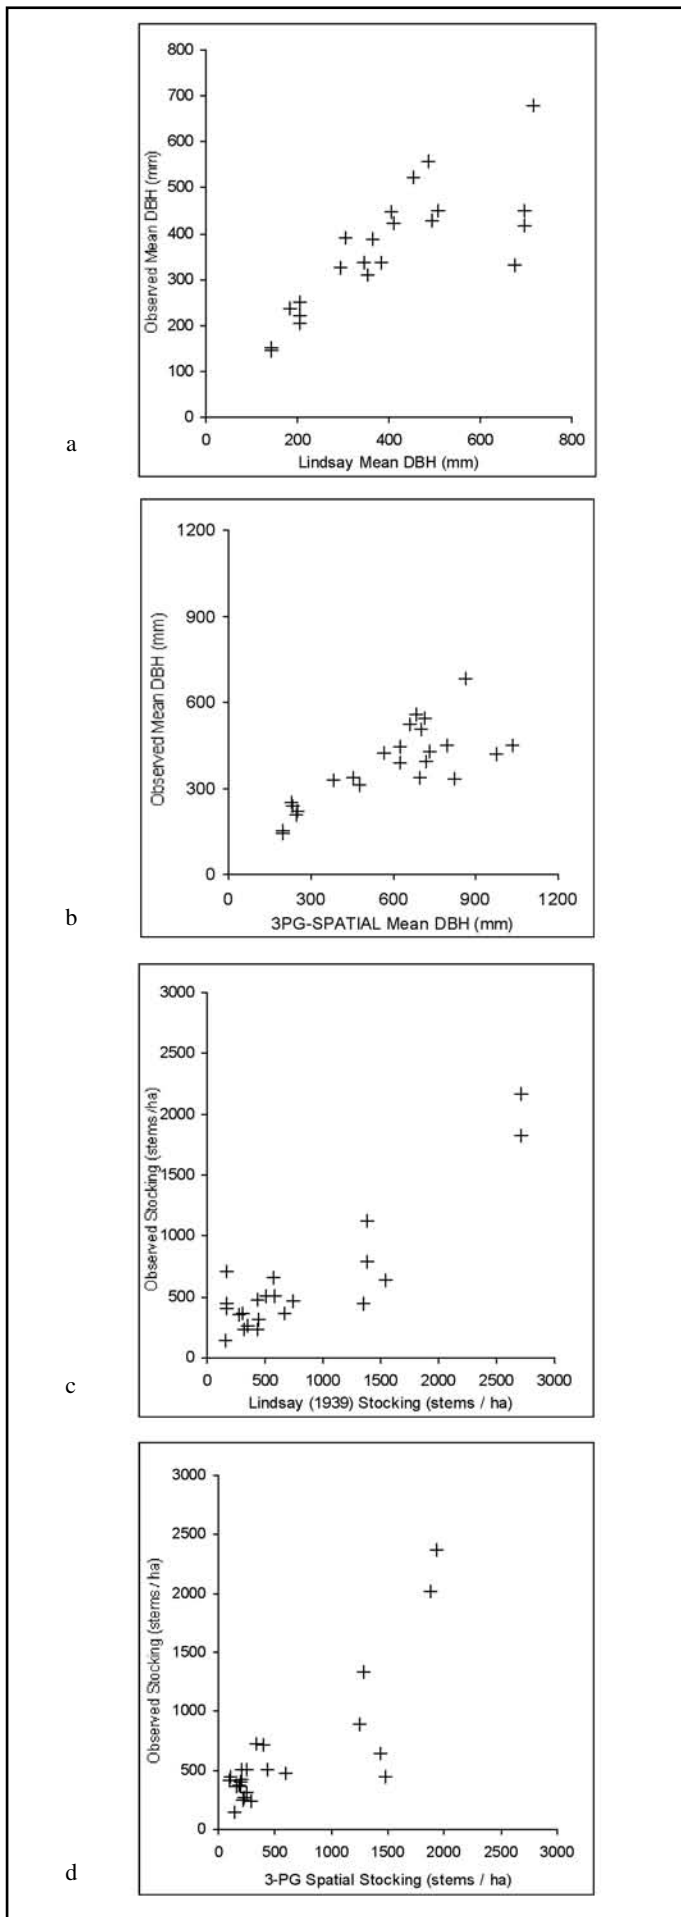 800
700
600
500
400
300
200
100
0
Observed Mean DBH (mm)
0 200 400 600 800
Lindsay Mean DBH (mm)
a
1200
900
600
300
0
Observed Mean DBH (mm)
0 300 600 900 1200
3PG-SPATIAL Mean DBH (mm)
b
3000
2500
2000
1500
1000
500
0
Observed Stocking (stems /ha)
0 500 1000 1500 2000 2500 3000
Lindsay (1939) Stocking (stems / ha)
c
3000
2500
2000
1500
1000
500
0
Observed Stocking (stems / ha)
0 500 1000 1500 2000 2500 3000
3-PG Spatial Stocking (stems / ha)
d